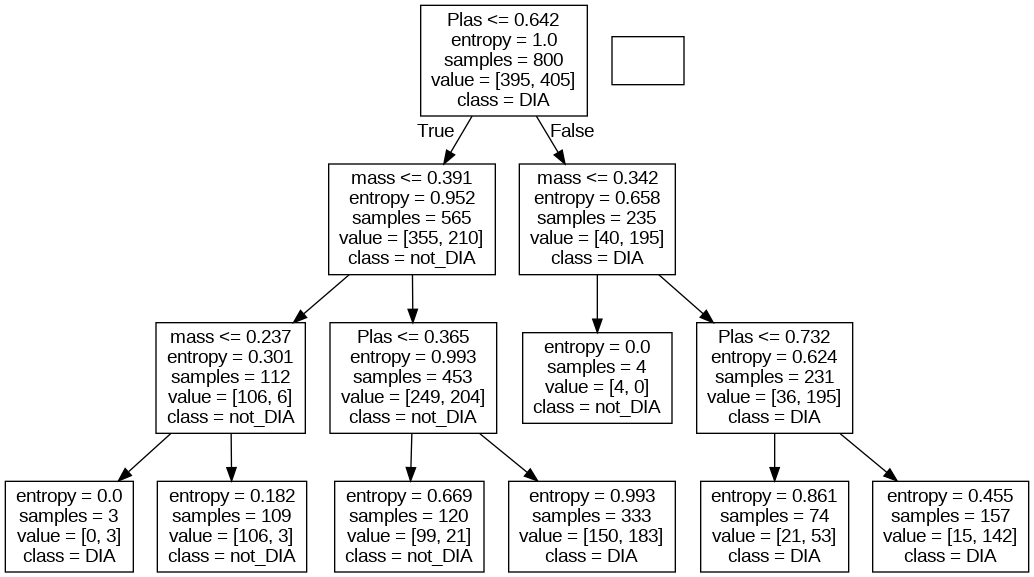 Plas <= 0.642
entropy = 1.0
samples = 800
value = [395, 405]
class = DIA
True
False
mass <= 0.391
entropy = 0.952
samples = 565
value = [355, 210]
class = not_DIA
mass <= 0.342
entropy = 0.658
samples = 235
value = [40, 195]
class = DIA
mass <= 0.237
entropy = 0.301
samples = 112
value = [106, 6]
class = not_DIA
Plas <= 0.365
entropy = 0.993
samples = 453
value = [249, 204]
class = not_DIA
entropy = 0.0
samples = 4
value = [4, 0]
class = not_DIA
Plas <= 0.732
entropy = 0.624
samples = 231
value = [36, 195]
class = DIA
entropy = 0.0
samples = 3
value = [0, 3]
class = DIA
entropy = 0.182
samples = 109
value = [106, 3]
class = not_DIA
entropy = 0.669
samples = 120
value = [99, 21]
class = not_DIA
entropy = 0.993
samples = 333
value = [150, 183]
class = DIA
entropy = 0.861
samples = 74
value = [21, 53]
class = DIA
entropy = 0.455
samples = 157
value = [15, 142]
class = DIA